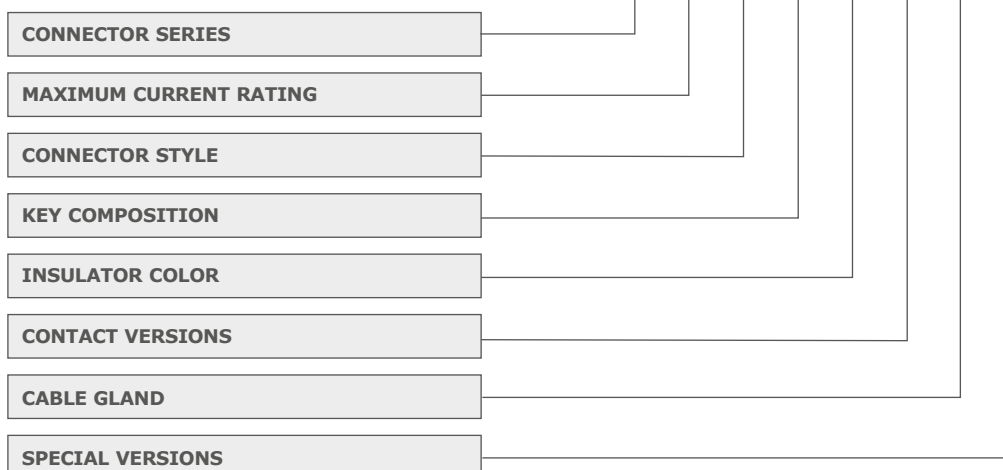 CONNECTOR SERIES
MAXIMUM CURRENT RATING
CONNECTOR STYLE
KEY COMPOSITION
INSULATOR COLOR
CONTACT VERSIONS
CABLE GLAND
SPECIAL VERSIONS